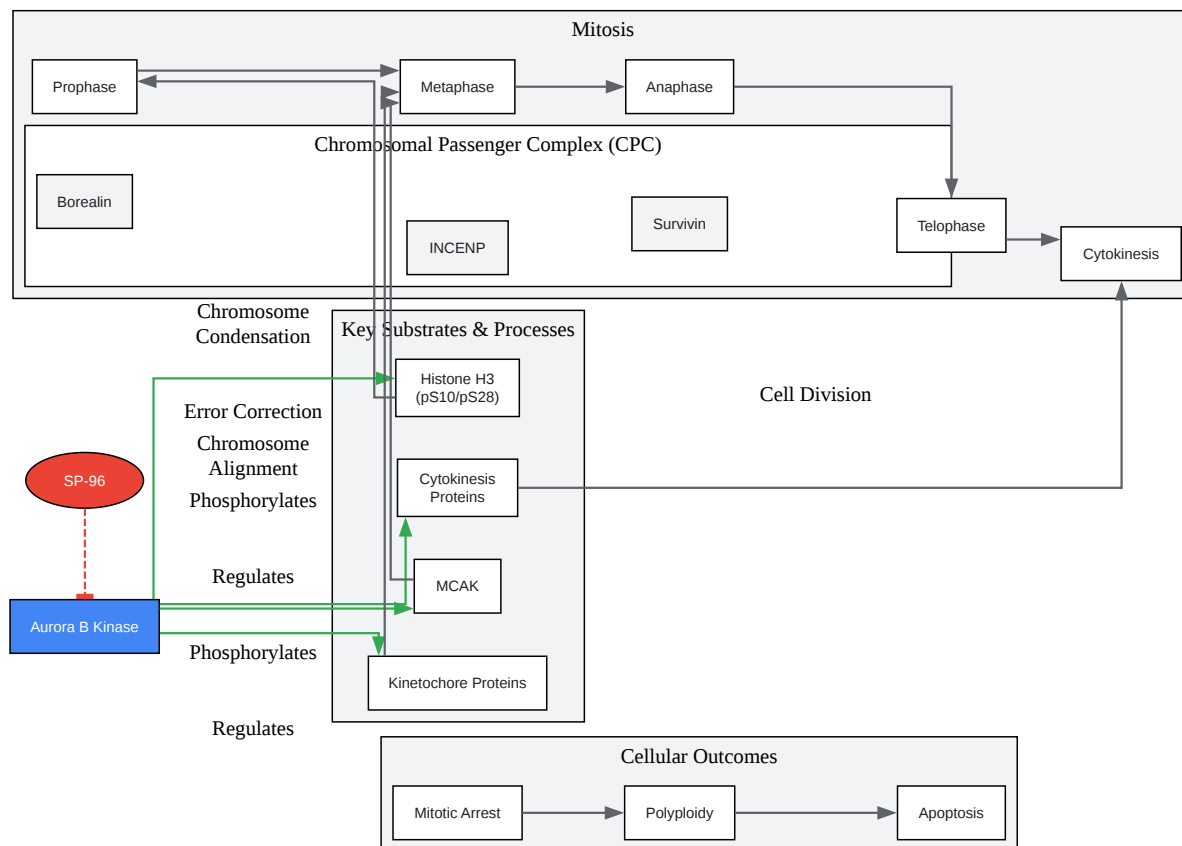 Mitosis
Prophase
Metaphase
Anaphase
Chromosomal Passenger Complex (CPC)
Borealin
INCENP
Survivin
Telophase
Cytokinesis
Chromosome
Condensation
Key Substrates & Processes
Histone H3
(pS10/pS28)
Cell Division
Error Correction
Chromosome
Alignment
Phosphorylates
Cytokinesis
Proteins
SP-96
Regulates
MCAK
Aurora B Kinase
Phosphorylates
Kinetochore Proteins
Regulates
Cellular Outcomes
Mitotic Arrest
Polyploidy
Apoptosis